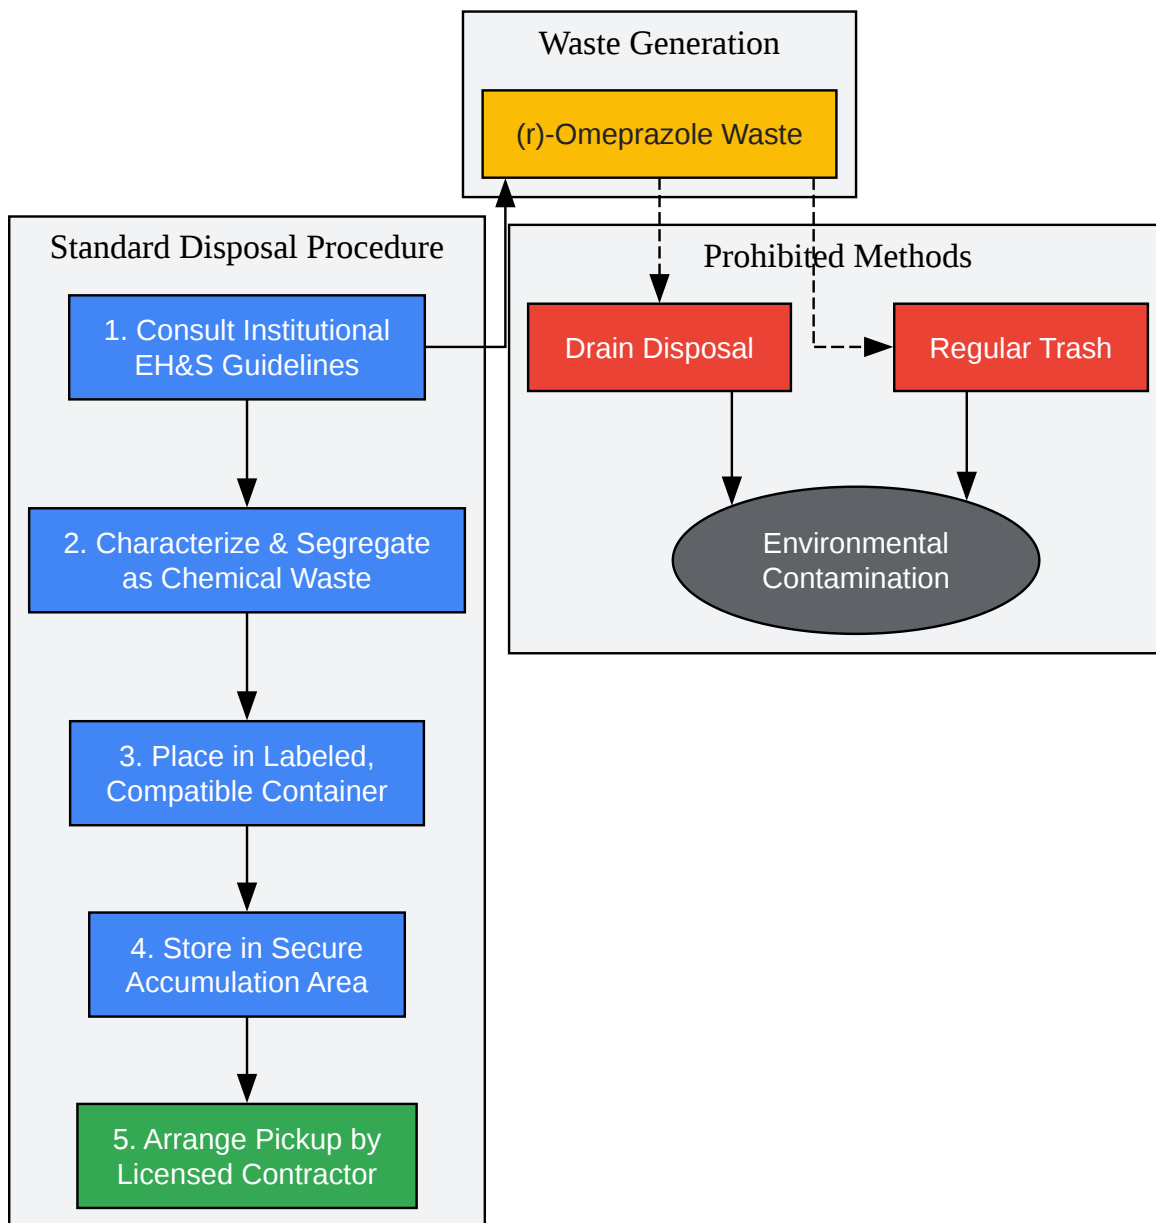 Waste Generation
(r)-Omeprazole Waste
Standard Disposal Procedure
1. Consult Institutional
EH&S Guidelines
2. Characterize & Segregate
as Chemical Waste
3. Place in Labeled,
Compatible Container
4. Store in Secure
Accumulation Area
5. Arrange Pickup by
Licensed Contractor
Prohibited Methods
Drain Disposal
Regular Trash
Environmental
Contamination